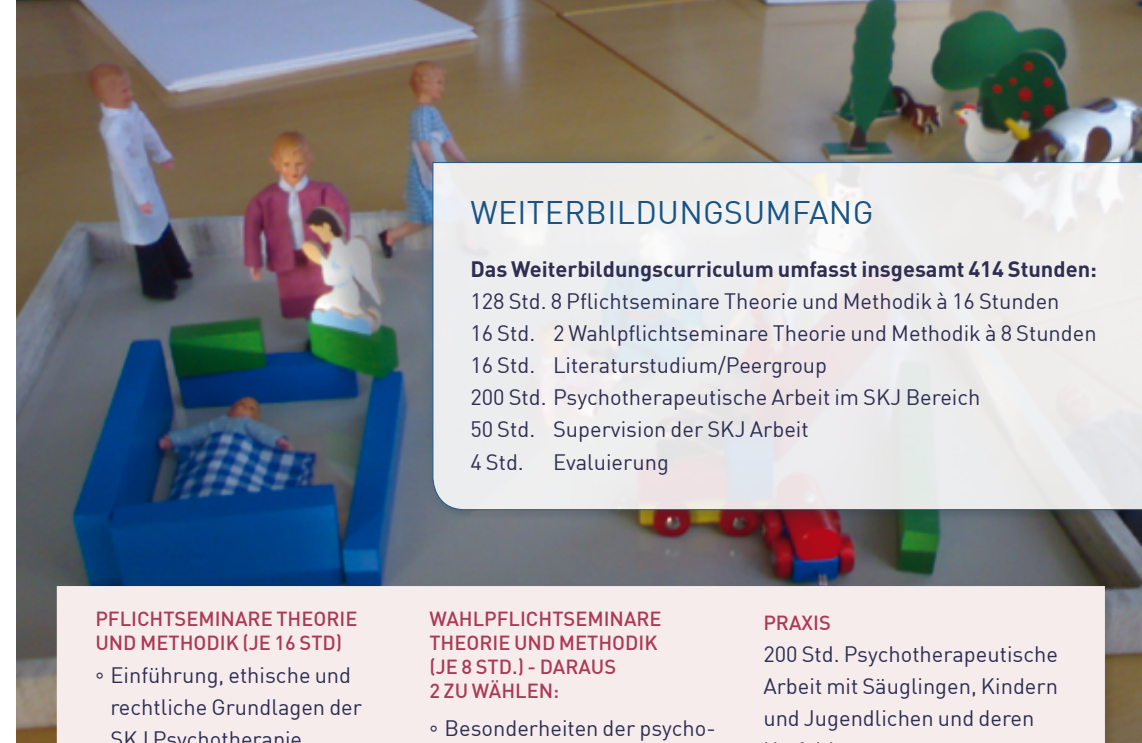 WEITERBILDUNGSUMFANG
Das Weiterbildungscurriculum umfasst insgesamt 414 Stunden:
128 Std. 8 Pflichtseminare Theorie und Methodik à 16 Stunden
16 Std. 2 Wahlpflichtseminare Theorie und Methodik à 8 Stunden
16 Std. Literaturstudium/Peergroup
200 Std. Psychotherapeutische Arbeit im SKJ Bereich
50 Std. Supervision der SKJ Arbeit
4 Std. Evaluierung
PFLICHTSEMINARE THEORIE
UND METHODIK (JE 16 STD)
° Einführung, ethische und
rechtliche Grundlagen der
SKJ Psychotherapie
WAHLPFLICHTSEMINARE
THEORIE UND METHODIK
(JE 8 STD.) - DARAUS
2 ZU WÄHLEN:
° Besonderheiten der psycho-
PRAXIS
200 Std. Psychotherapeutische
Arbeit mit Säuglingen, Kindern
und Jugendlichen und deren